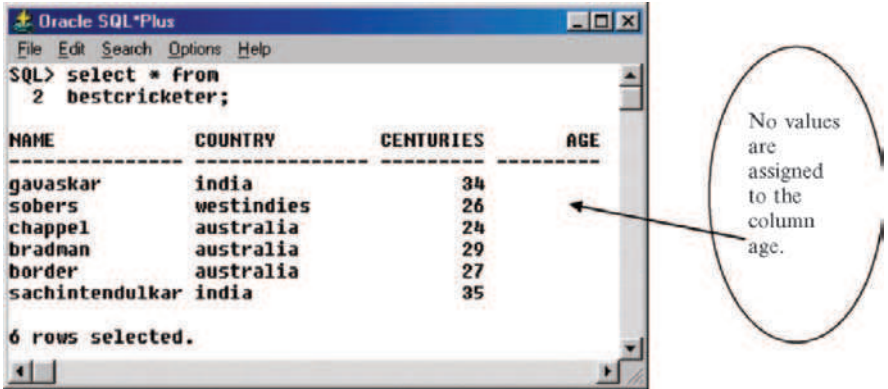 Oracle SQL*Plus
File Edit Search Options Help
SQL> select * from
2 bestcricketer;
NAME COUNTRY CENTURIES AGE
--------------- --------------- ---------- ---------
gavaskar india 34
sobers westindies 26
chappel australia 24
bradman australia 29
border australia 27
sachintendulkar india 35
6 rows selected.
No values
are
assigned
to the
column
age.